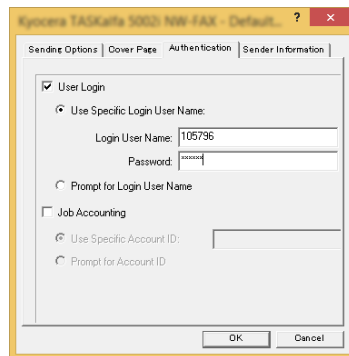 Kyocera TASKalfa 5002i NW-FAX - Default... ? ×
Sending Options Cover Page Authentication Sender Information
User Login
Use Specific Login User Name:
Login User Name: 105796
Password: ******
Prompt for Login User Name
Job Accounting
Use Specific Account ID:
Prompt for Account ID
OK Cancel